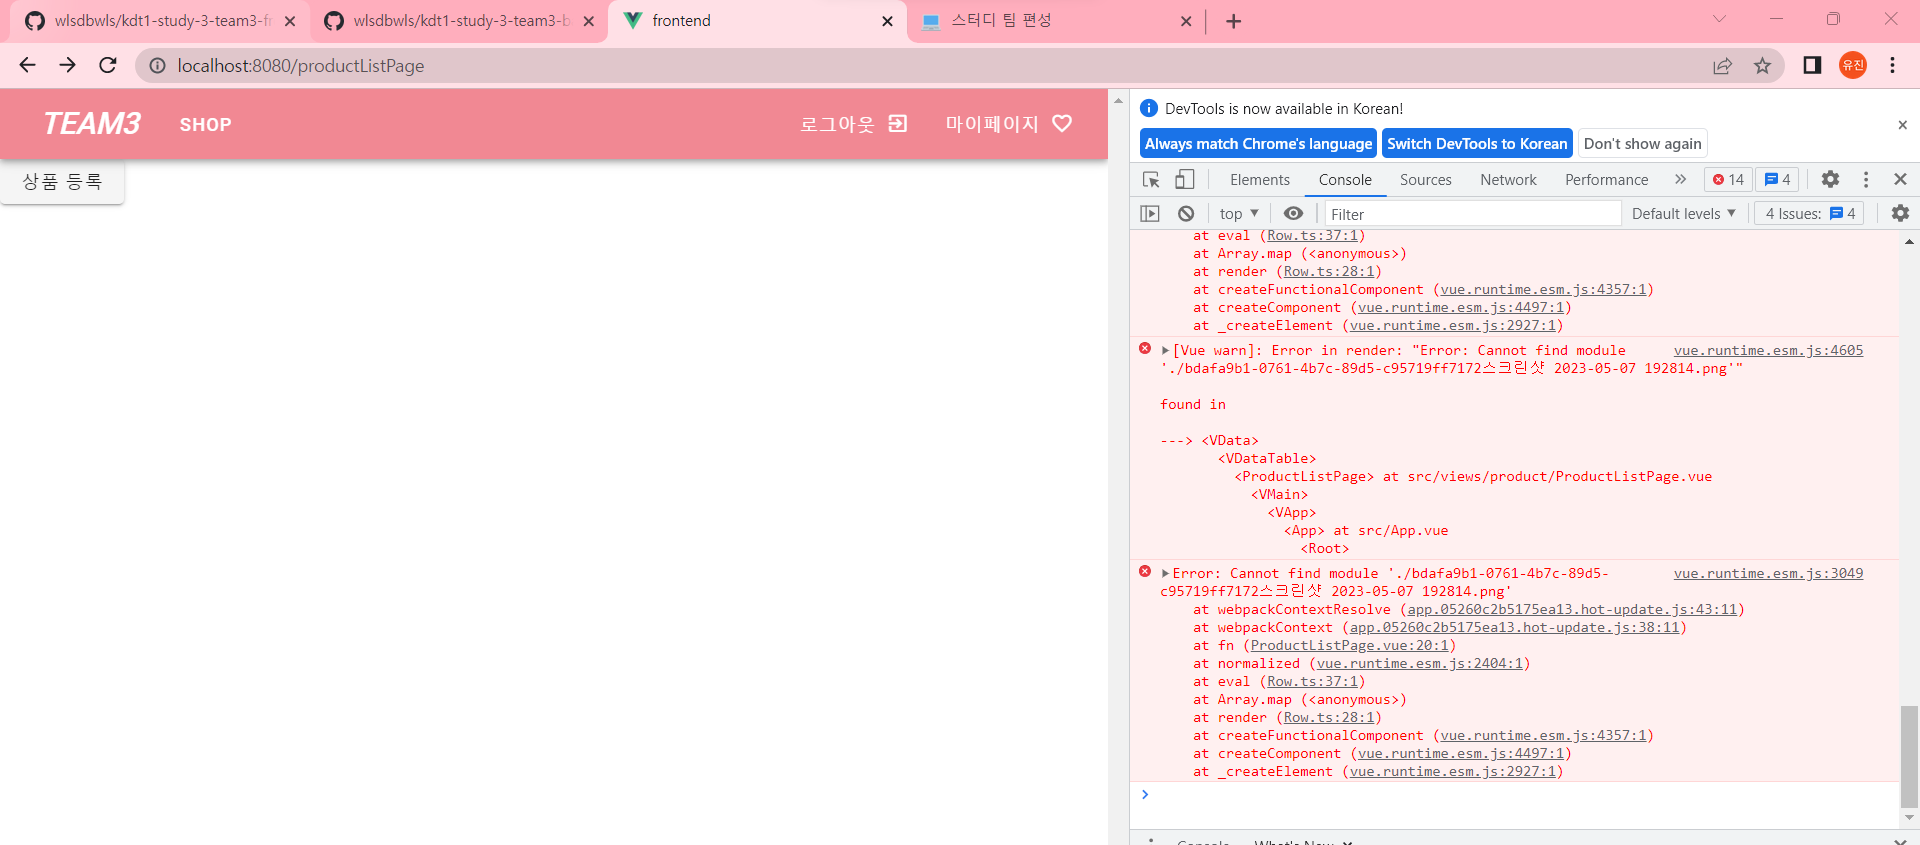 wlsdbwls/kdt1-study-3-team3-fr
wlsdbwls/kdt1-study-3-team3-b
frontend
스터디 팀 편성
localhost:8080/productListPage
유진
TEAM3
SHOP
로그아웃
마이페이지
상품 등록
DevTools is now available in Korean!
Always match Chrome's language
Switch DevTools to Korean
Don't show again
Elements
Console
Sources
Network
Performance
14
4
top
Filter
Default levels
4 Issues:
4
at eval (Row.ts:37:1)
at Array.map (<anonymous>)
at render (Row.ts:28:1)
at createFunctionalComponent (vue.runtime.esm.js:4357:1)
at createComponent (vue.runtime.esm.js:4497:1)
at _createElement (vue.runtime.esm.js:2927:1)
[Vue warn]: Error in render: "Error: Cannot find module
vue.runtime.esm.js:4605
'./bdafa9b1-0761-4b7c-89d5-c95719ff7172스크린샷 2023-05-07 192814.png'"
found in
---> <VData>
<VDataTable>
<ProductListPage> at src/views/product/ProductListPage.vue
<VMain>
<VApp>
<App> at src/App.vue
<Root>
Error: Cannot find module './bdafa9b1-0761-4b7c-89d5-
vue.runtime.esm.js:3049
c95719ff7172스크린샷 2023-05-07 192814.png'
at webpackContextResolve (app.05260c2b5175ea13.hot-update.js:43:11)
at webpackContext (app.05260c2b5175ea13.hot-update.js:38:11)
at fn (ProductListPage.vue:20:1)
at normalized (vue.runtime.esm.js:2404:1)
at eval (Row.ts:37:1)
at Array.map (<anonymous>)
at render (Row.ts:28:1)
at createFunctionalComponent (vue.runtime.esm.js:4357:1)
at createComponent (vue.runtime.esm.js:4497:1)
at _createElement (vue.runtime.esm.js:2927:1)
Console
What's New